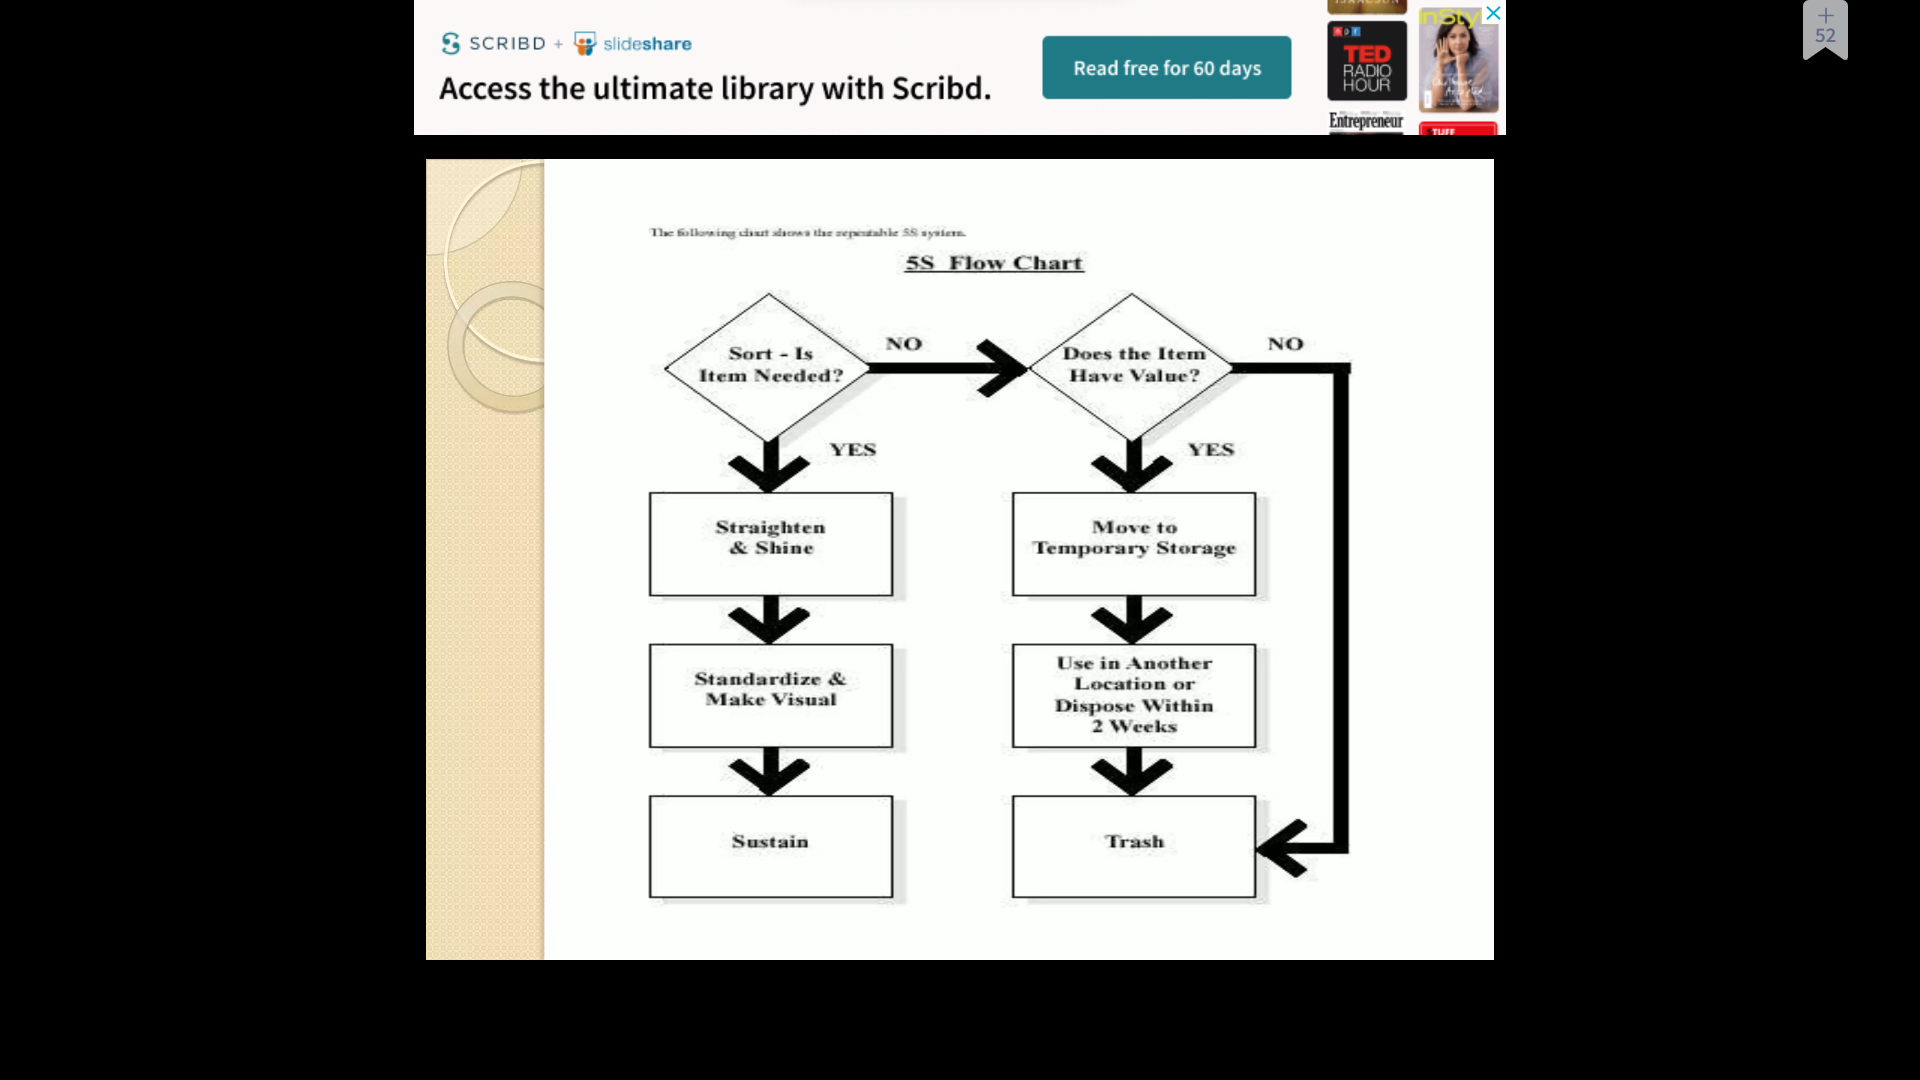 SCRIBD + slideshare
Access the ultimate library with Scribd.
Read free for 60 days
TED
RADIO
HOUR
Entrepreneur
InSty
52
The following chart shows the repeatable 5S system.
5S Flow Chart
Sort - Is
Item Needed?
NO
Does the Item
Have Value?
NO
YES
YES
Straighten
& Shine
Move to
Temporary Storage
Standardize &
Make Visual
Use in Another
Location or
Dispose Within
2 Weeks
Sustain
Trash